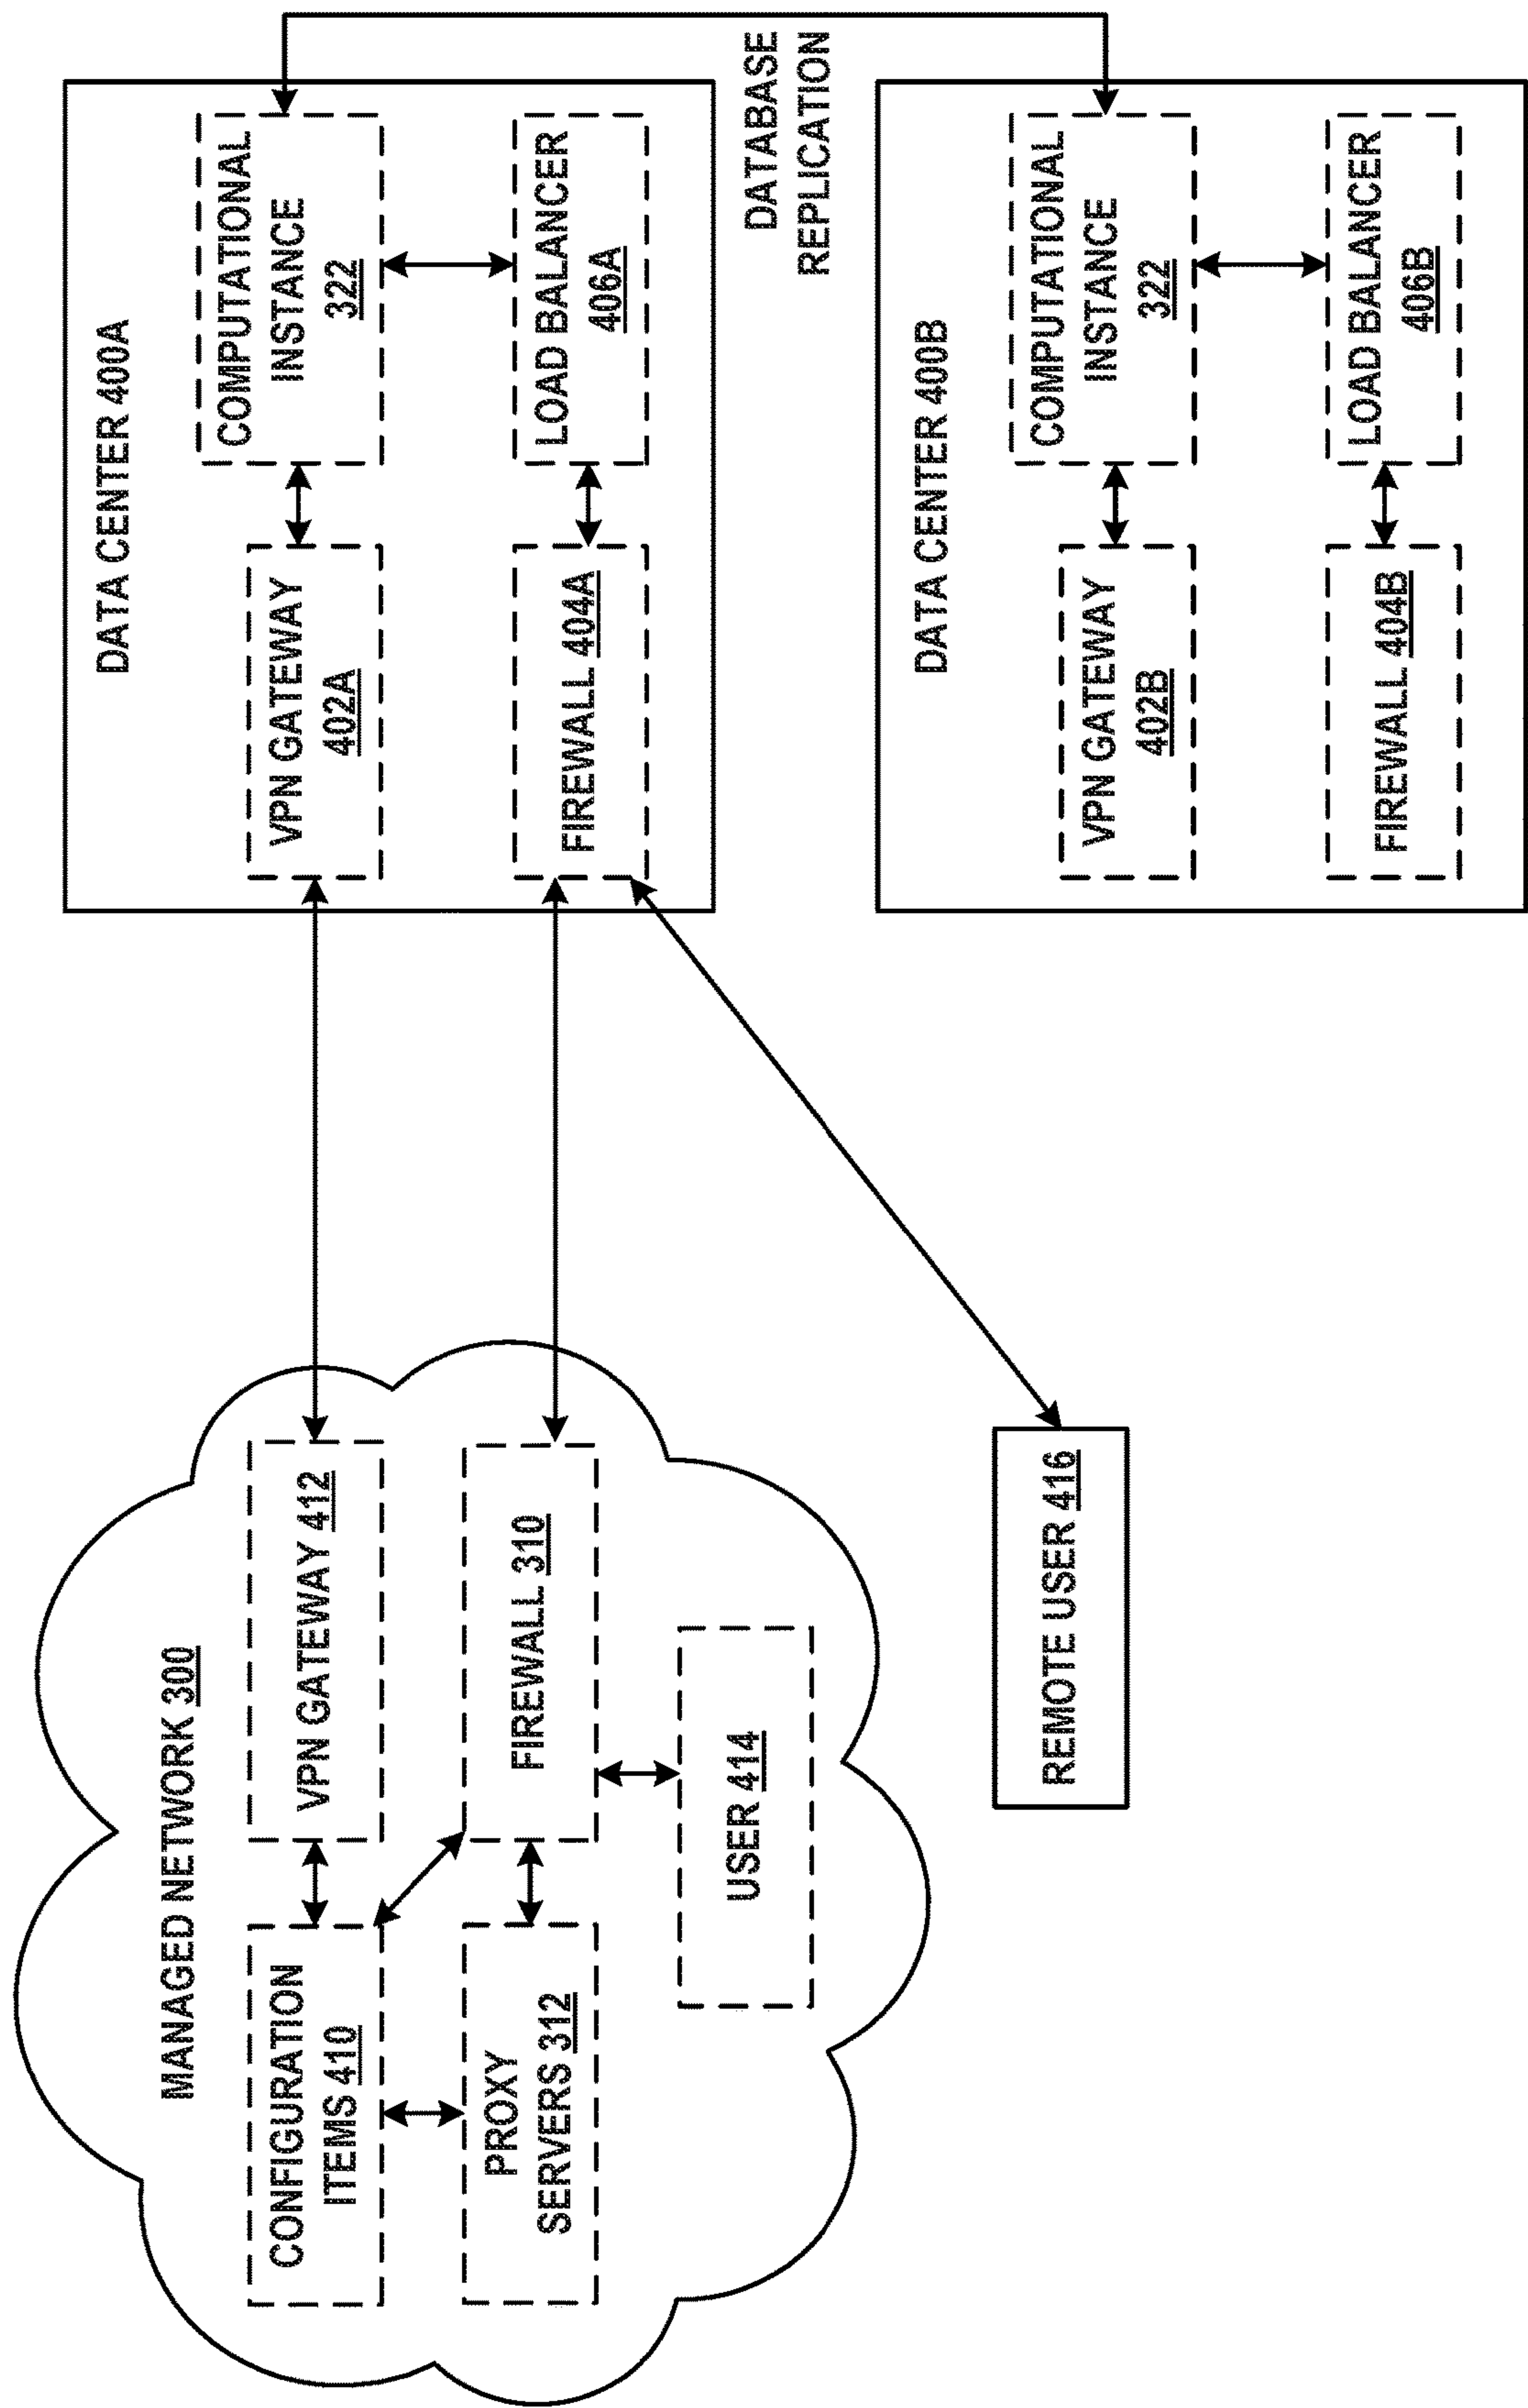 MANAGED NETWORK 300
CONFIGURATION
ITEMS 410
VPN GATEWAY 412
PROXY
SERVERS 312
FIREWALL 310
USER 414
REMOTE USER 416
DATA CENTER 400A
VPN GATEWAY
402A
COMPUTATIONAL
INSTANCE
322
FIREWALL 404A
LOAD BALANCER
406A
DATABASE
REPLICATION
DATA CENTER 400B
VPN GATEWAY
402B
COMPUTATIONAL
INSTANCE
322
FIREWALL 404B
LOAD BALANCER
406B